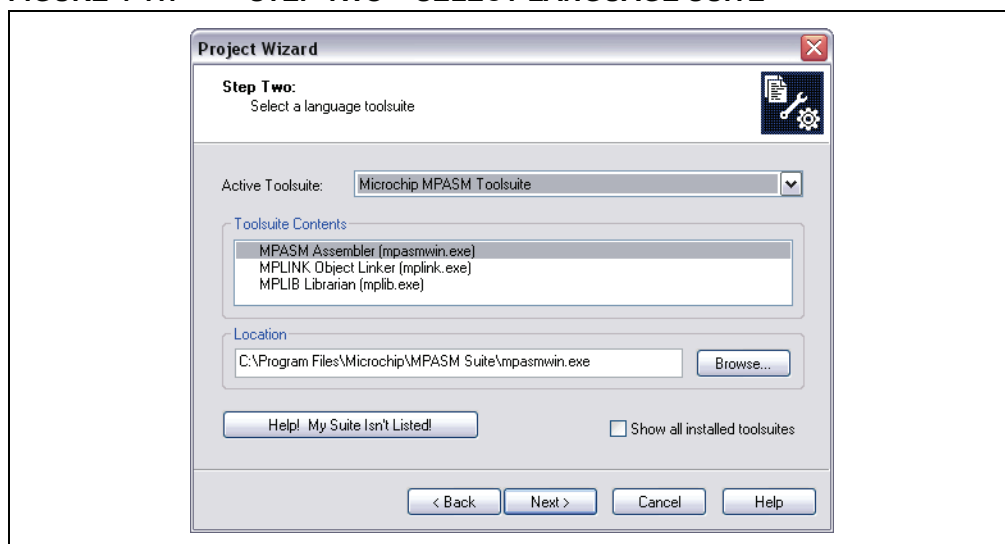 Project Wizard
Step Two:
Select a language toolsuite
Active Toolsuite: Microchip MPASM Toolsuite
Toolsuite Contents
MPASM Assembler (mpasmwin.exe)
MPLINK Object Linker (mplink.exe)
MPLIB Librarian (mplib.exe)
Location
C:\Program Files\Microchip\MPASM Suite\mpasmwin.exe Browse...
Help! My Suite Isn't Listed! Show all installed toolsuites
< Back Next > Cancel Help